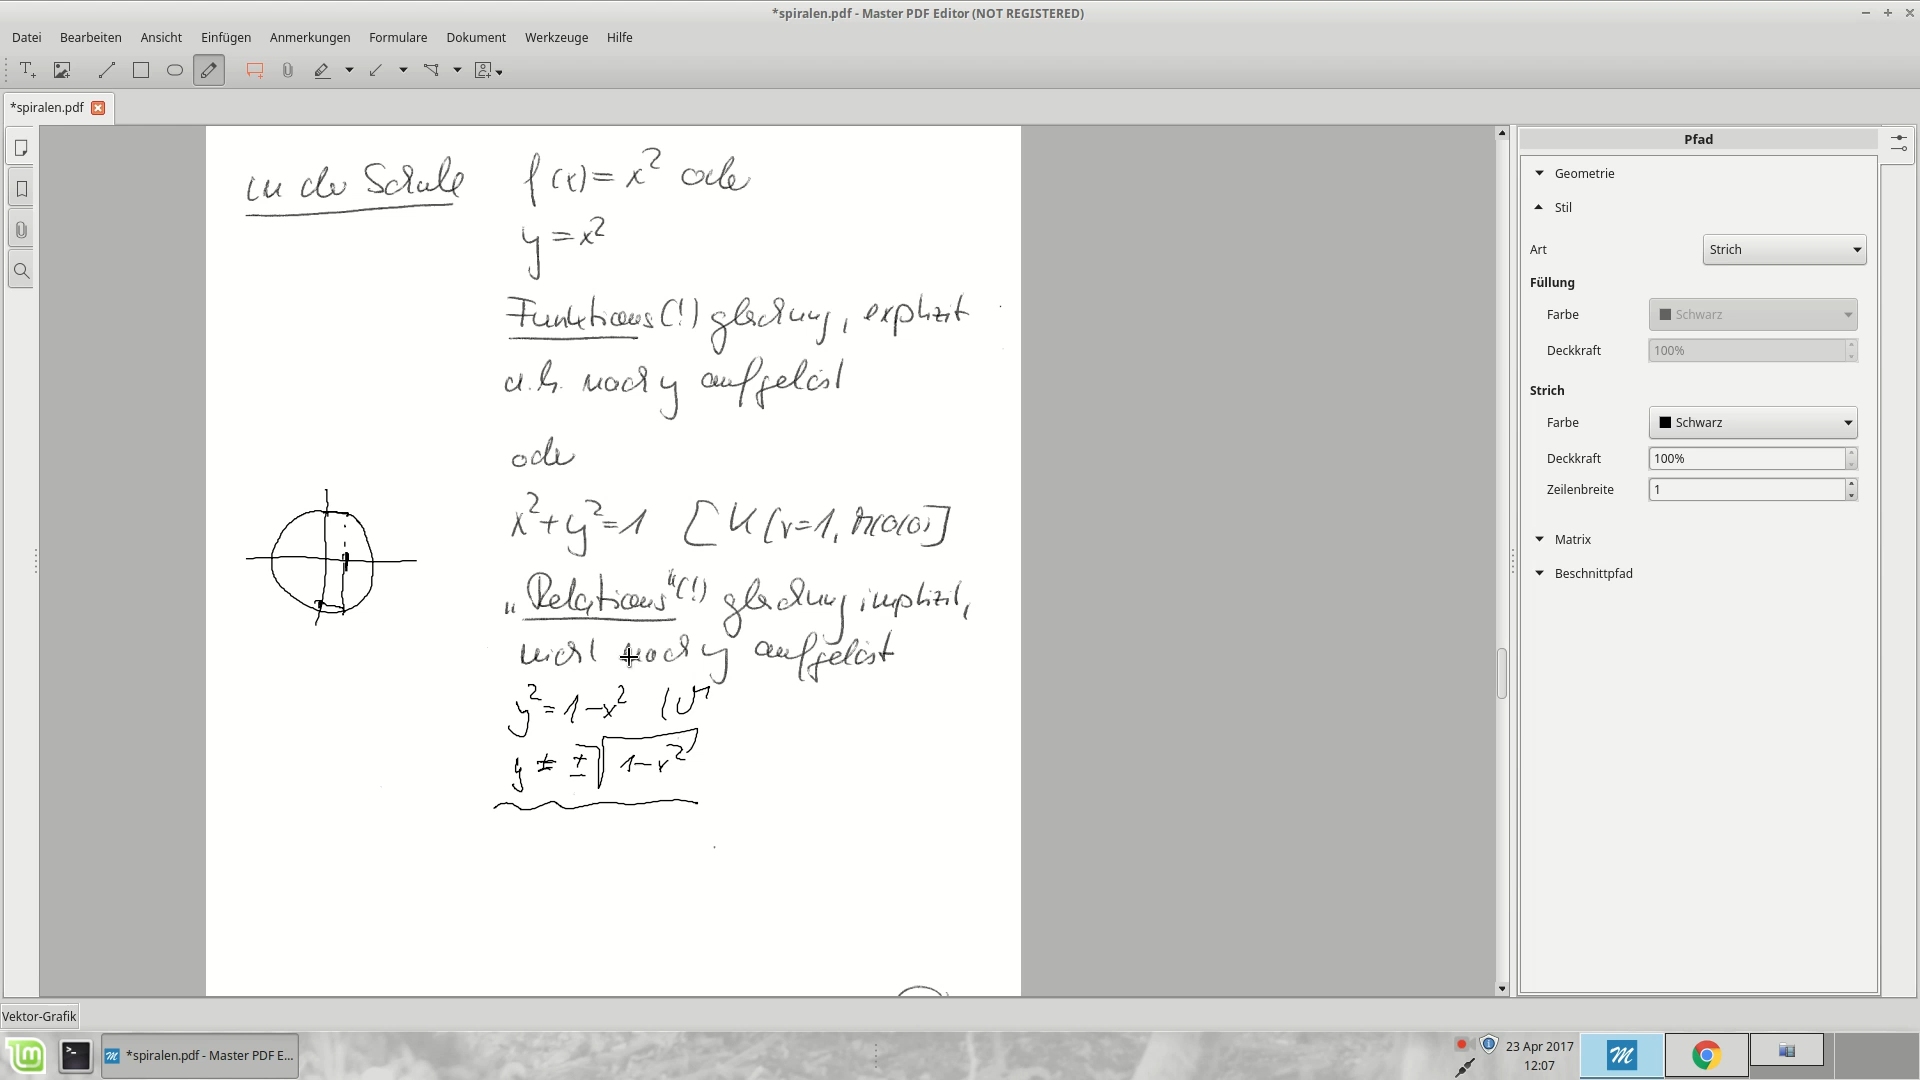 *spiralen.pdf - Master PDF Editor (NOT REGISTERED)
Datei Bearbeiten Ansicht Einfügen Anmerkungen Formulare Dokument Werkzeuge Hilfe
*spiralen.pdf
in der Schule f(x) = x² oder
y = x²
Funktions(!)gleichung, explizit
d.h. nach y aufgelöst
oder
x² + y² = 1 [K(r=1, M(0|0)]
„Relations“(!)gleichung implizit,
nicht nach y aufgelöst
y² = 1 - x² (√
y = ± √1 - x²
Pfad
Geometrie
Stil
Art Strich
Füllung
Farbe Schwarz
Deckkraft 100%
Strich
Farbe Schwarz
Deckkraft 100%
Zeilenbreite 1
Matrix
Beschnittpfad
Vektor-Grafik
*spiralen.pdf - Master PDF E...
23 Apr 2017
12:07